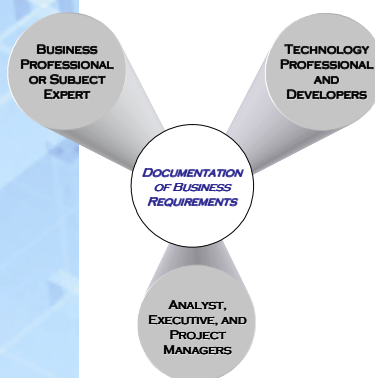 BUSINESS
PROFESSIONAL
OR SUBJECT
EXPERT
TECHNOLOGY
PROFESSIONAL
AND
DEVELOPERS
DOCUMENTATION
OF BUSINESS
REQUIREMENTS
ANALYST,
EXECUTIVE, AND
PROJECT
MANAGERS